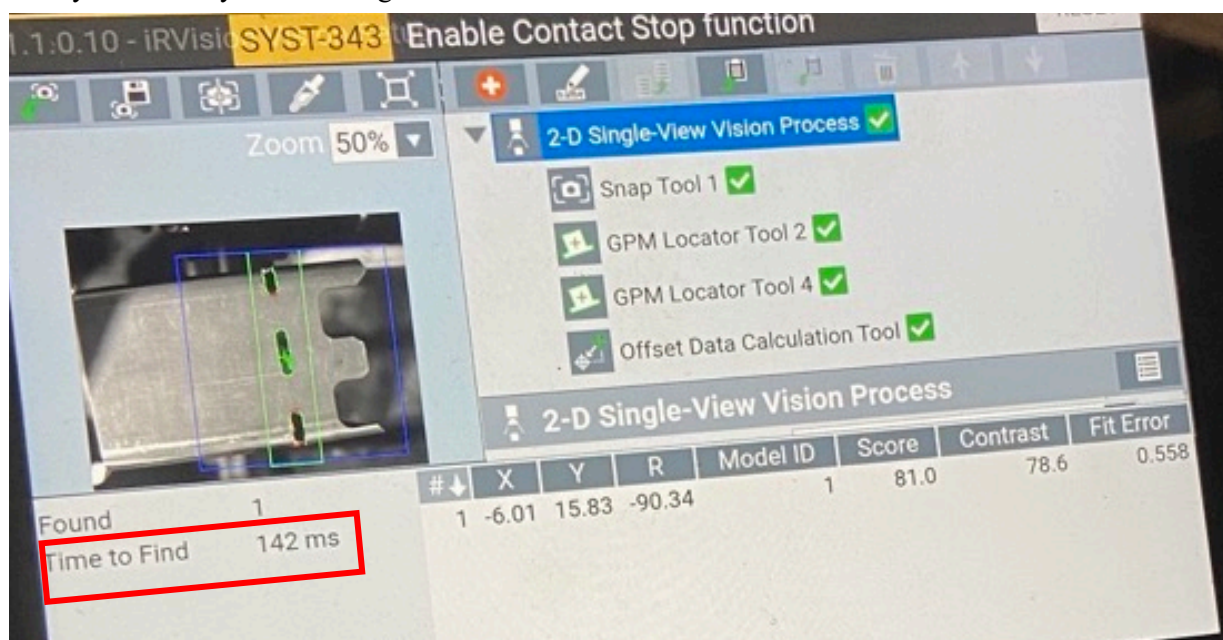 1.1.0.10 - iRVisi SYST-343 Enable Contact Stop function
Zoom 50%
2-D Single-View Vision Process
Snap Tool 1
GPM Locator Tool 2
GPM Locator Tool 4
Offset Data Calculation Tool
2-D Single-View Vision Process
# X Y R Model ID Score Contrast Fit Error
1 -6.01 15.83 -90.34 1 81.0 78.6 0.558
Found 1
Time to Find 142 ms